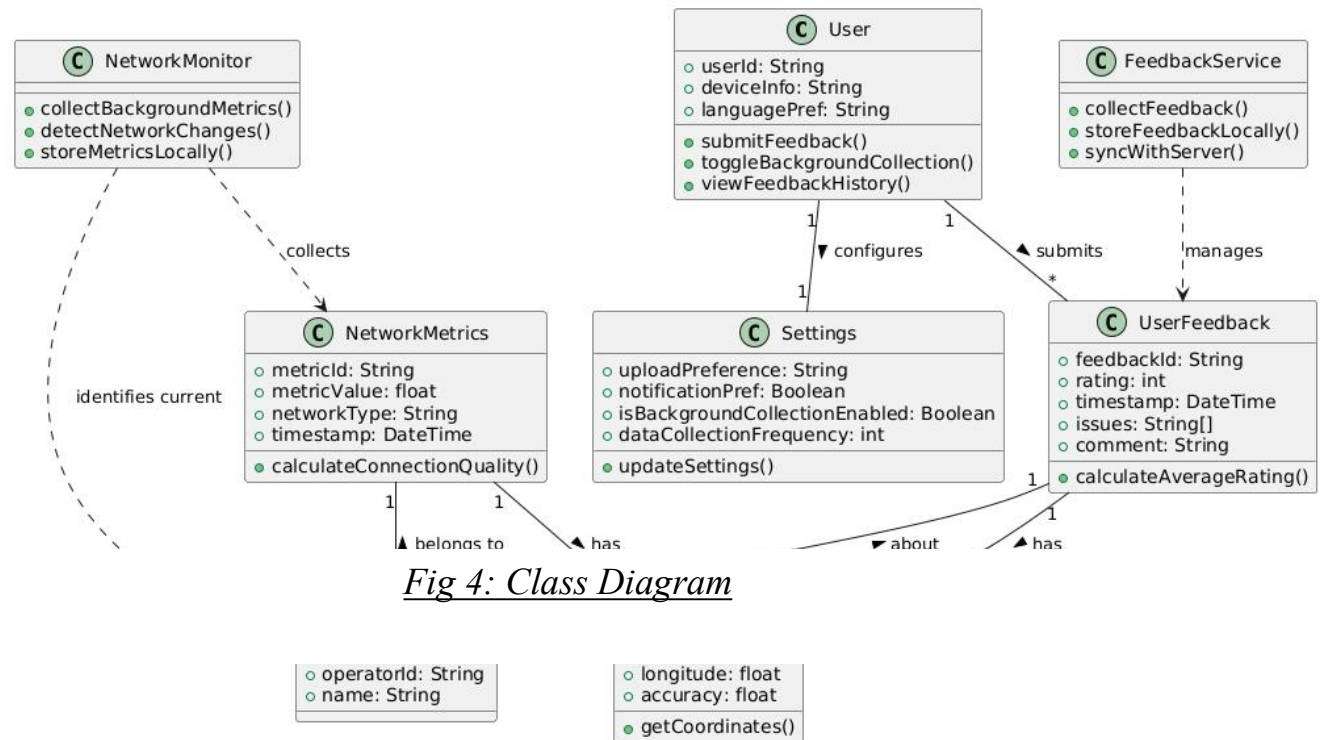 C NetworkMonitor
collectBackgroundMetrics()
detectNetworkChanges()
storeMetricsLocally()
C User
userId: String
deviceInfo: String
languagePref: String
submitFeedback()
toggleBackgroundCollection()
viewFeedbackHistory()
C FeedbackService
collectFeedback()
storeFeedbackLocally()
syncWithServer()
collects
1
configures
1
1
submits
*
manages
identifies current
C NetworkMetrics
metricId: String
metricValue: float
networkType: String
timestamp: DateTime
calculateConnectionQuality()
C Settings
uploadPreference: String
notificationPref: Boolean
isBackgroundCollectionEnabled: Boolean
dataCollectionFrequency: int
updateSettings()
C UserFeedback
feedbackId: String
rating: int
timestamp: DateTime
issues: String[]
comment: String
calculateAverageRating()
1
belongs to
1
has
1
about
1
has
Fig 4: Class Diagram
operatorId: String
name: String
longitude: float
accuracy: float
getCoordinates()